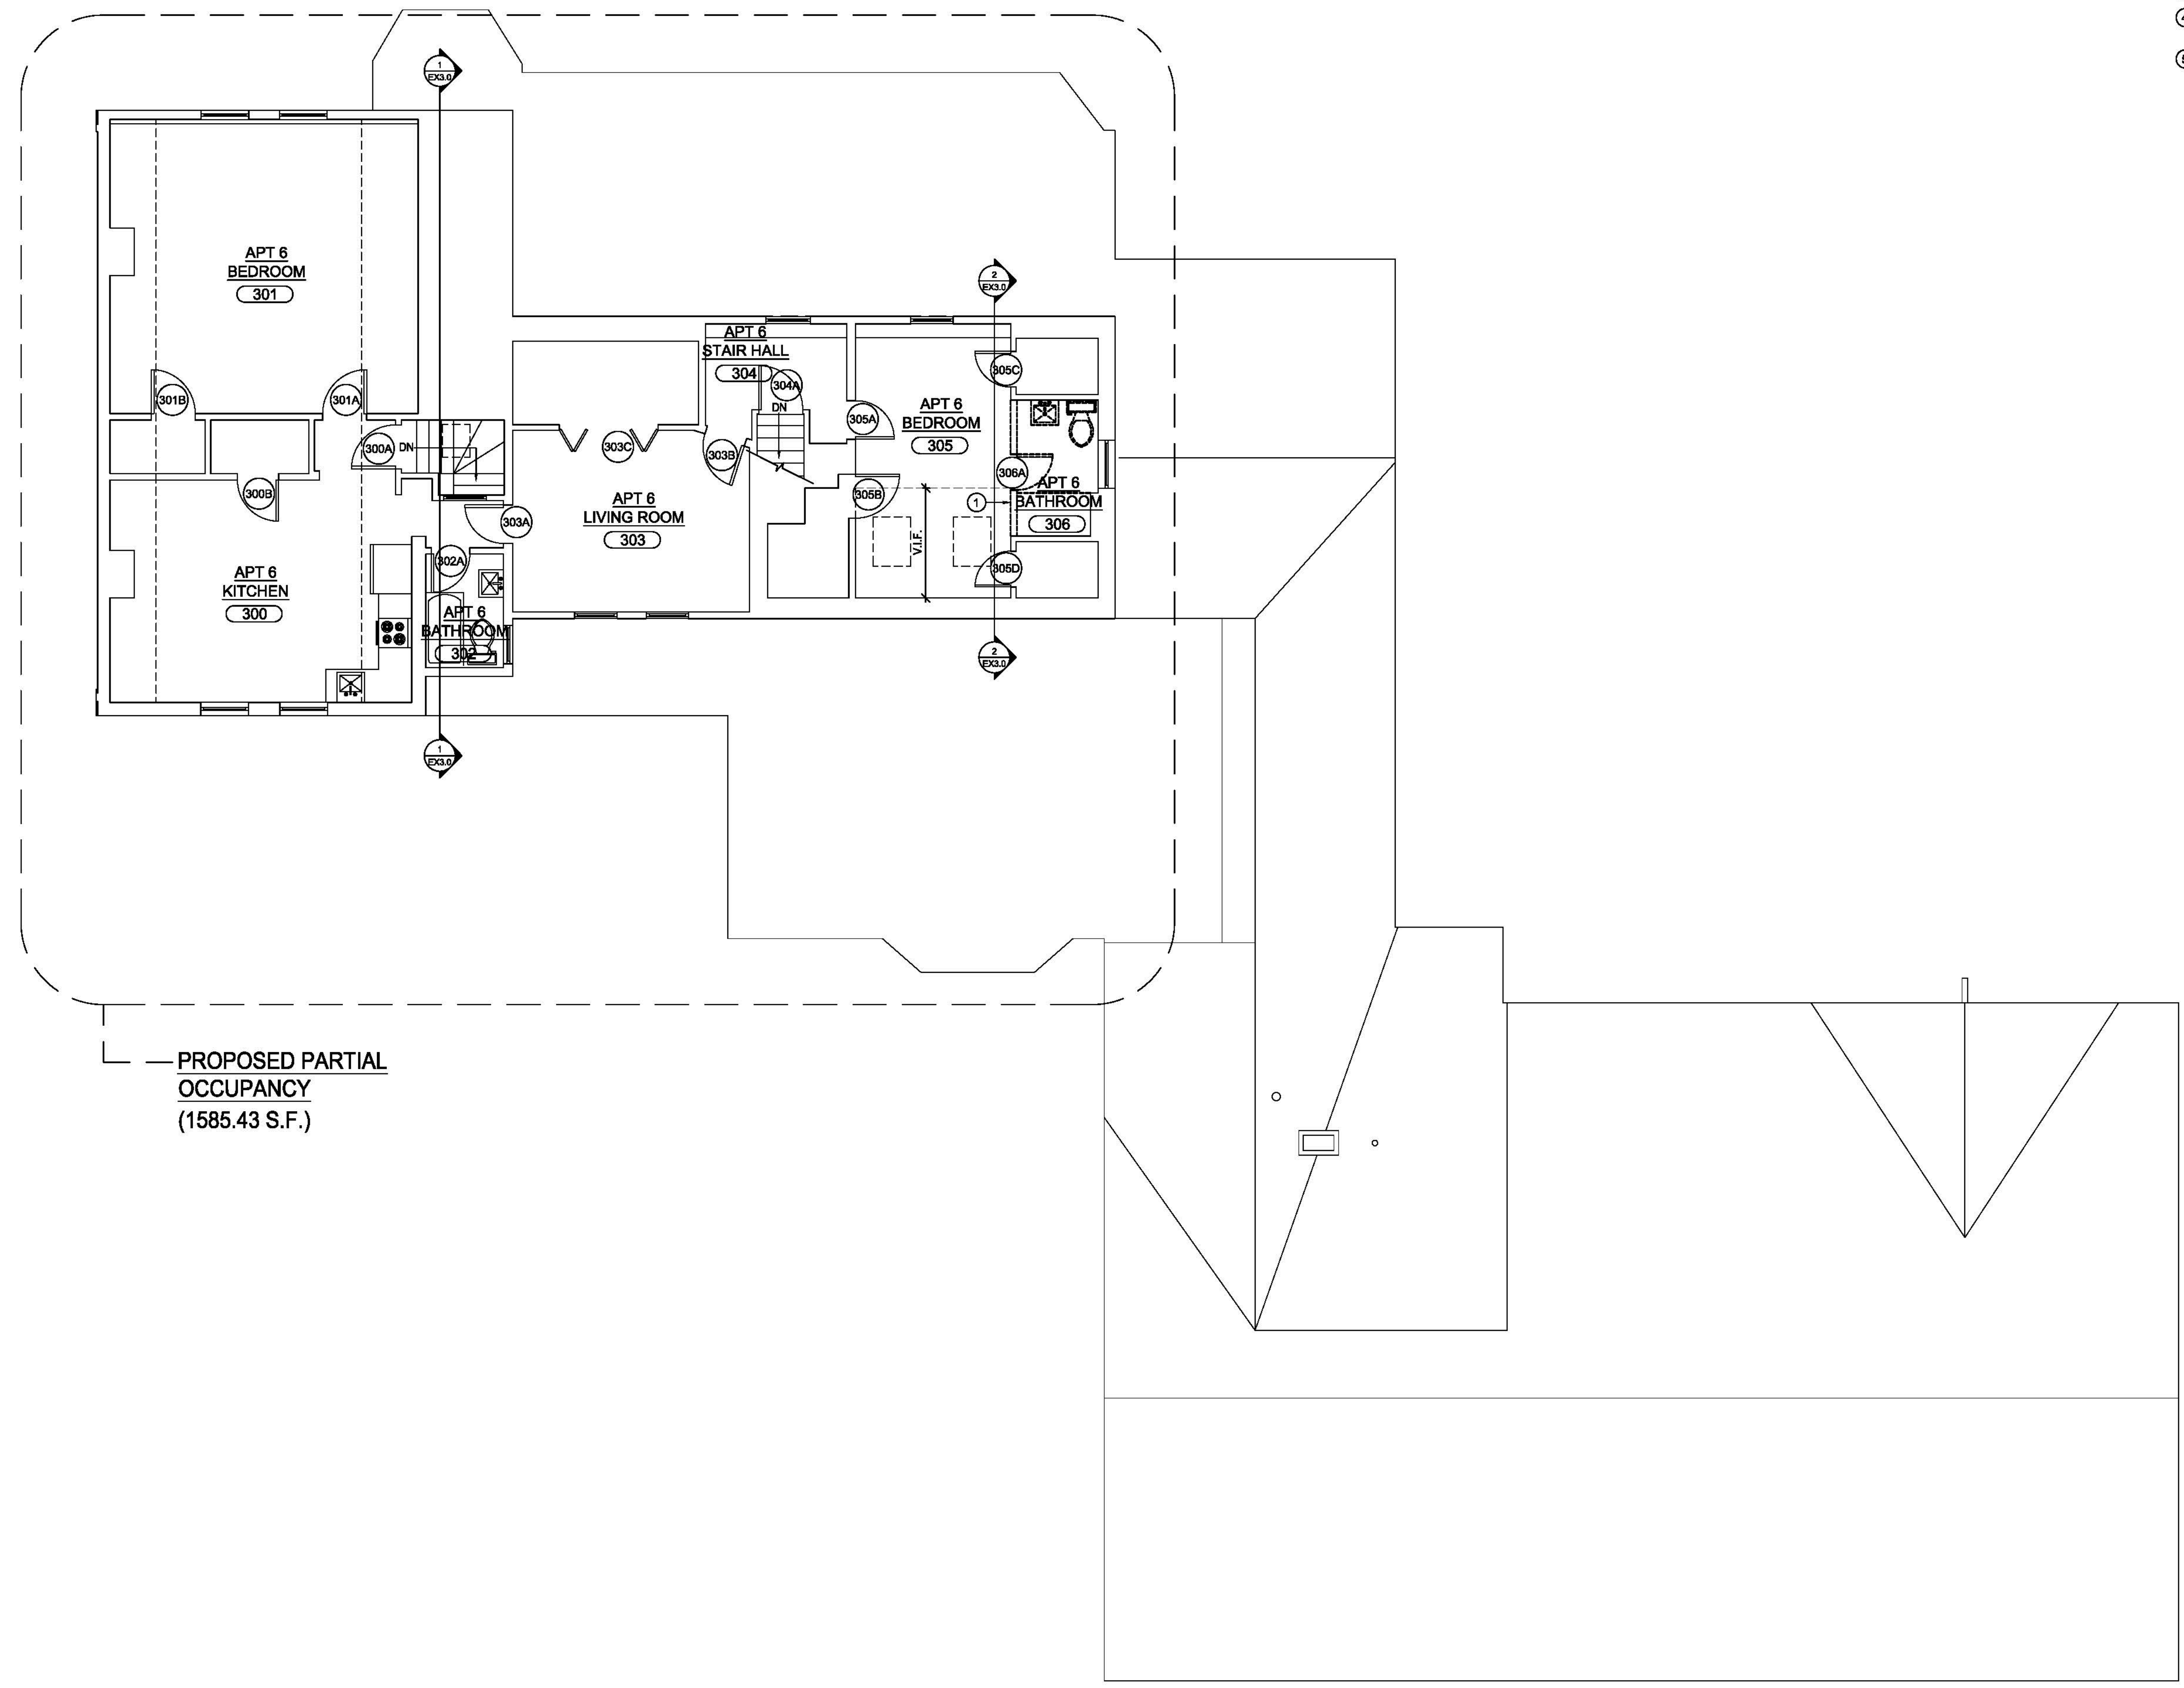 4
5
1
EX3.0
APT 6
BEDROOM
301
2
EX3.0
APT 6
STAIR HALL
304
304A
DN
305C
301B
301A
305A
APT 6
BEDROOM
305
300A
DN
303C
303B
306A
APT 6
BATHROOM
306
1
300B
305B
APT 6
LIVING ROOM
303
303A
V.I.F.
302A
305D
APT 6
KITCHEN
300
APT 6
BATHROOM
302
2
EX3.0
1
EX3.0
PROPOSED PARTIAL
OCCUPANCY
(1585.43 S.F.)